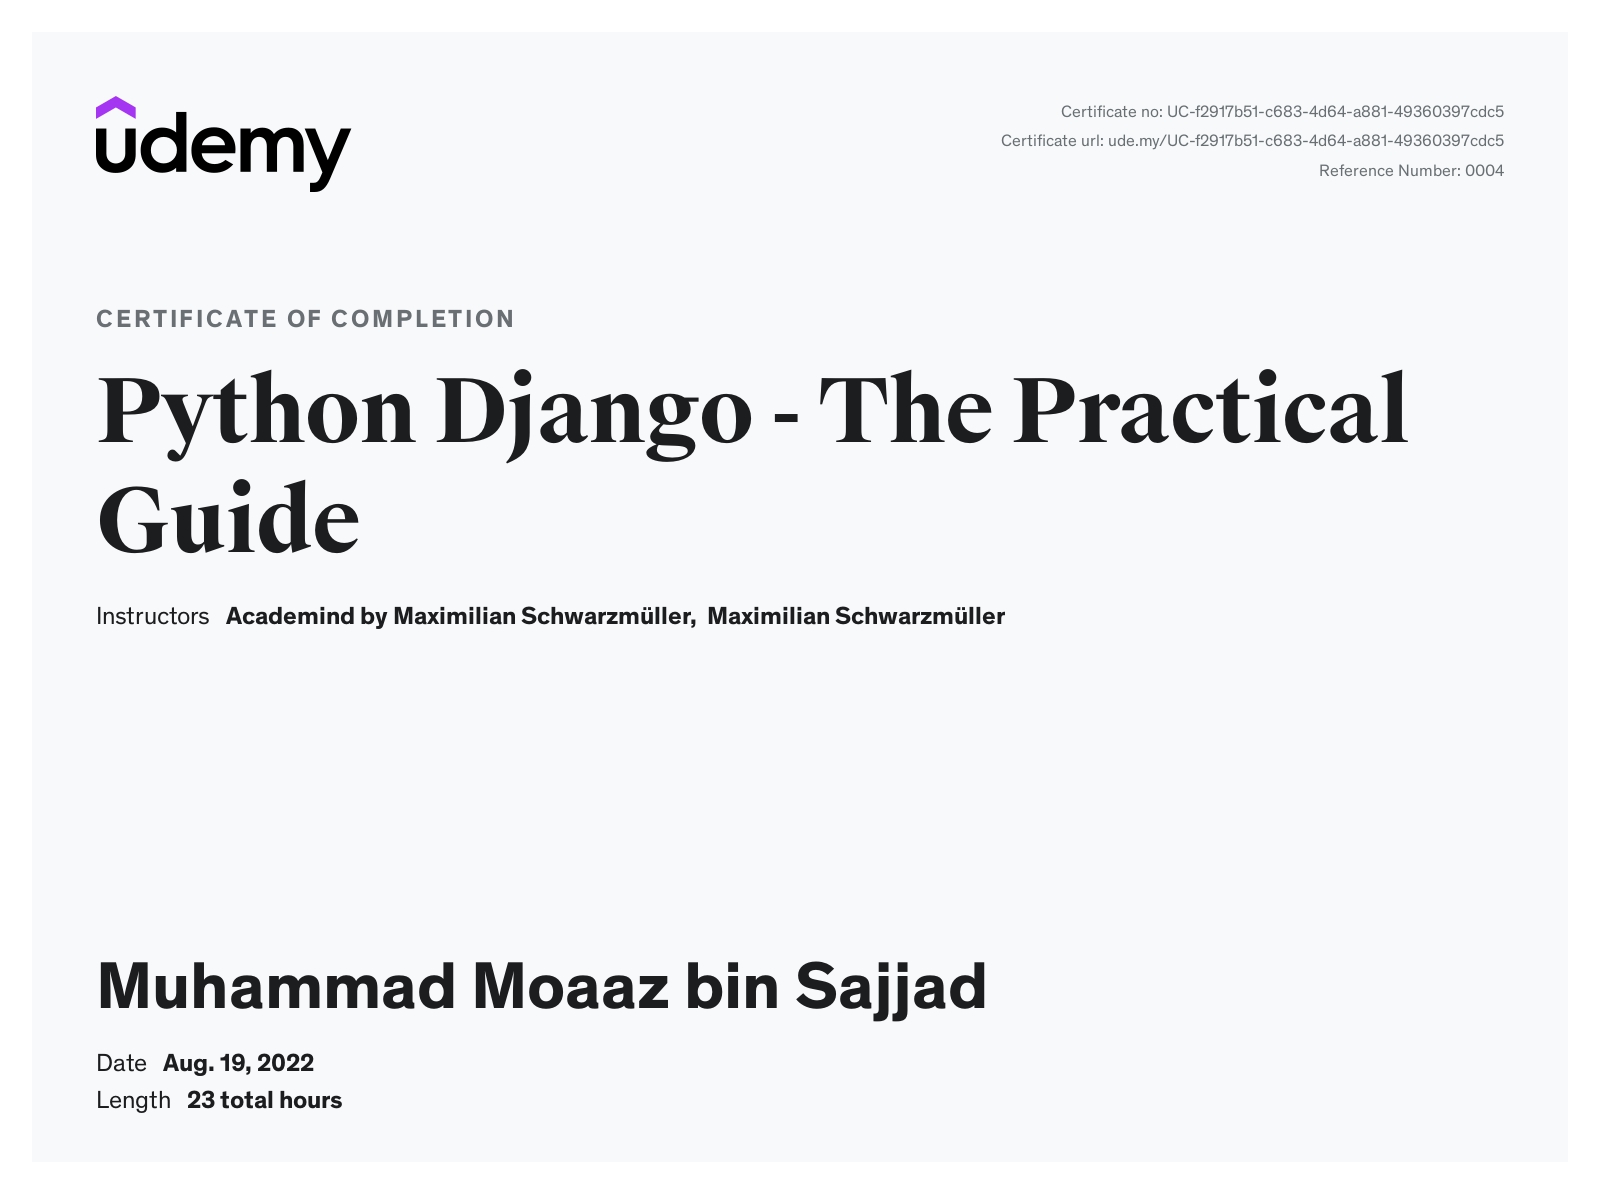 udemy
Certificate no: UC-f2917b51-c683-4d64-a881-49360397cdc5
Certificate url: ude.my/UC-f2917b51-c683-4d64-a881-49360397cdc5
Reference Number: 0004
CERTIFICATE OF COMPLETION
Python Django - The Practical
Guide
Instructors Academind by Maximilian Schwarzmüller, Maximilian Schwarzmüller
Muhammad Moaaz bin Sajjad
Date Aug. 19, 2022
Length 23 total hours